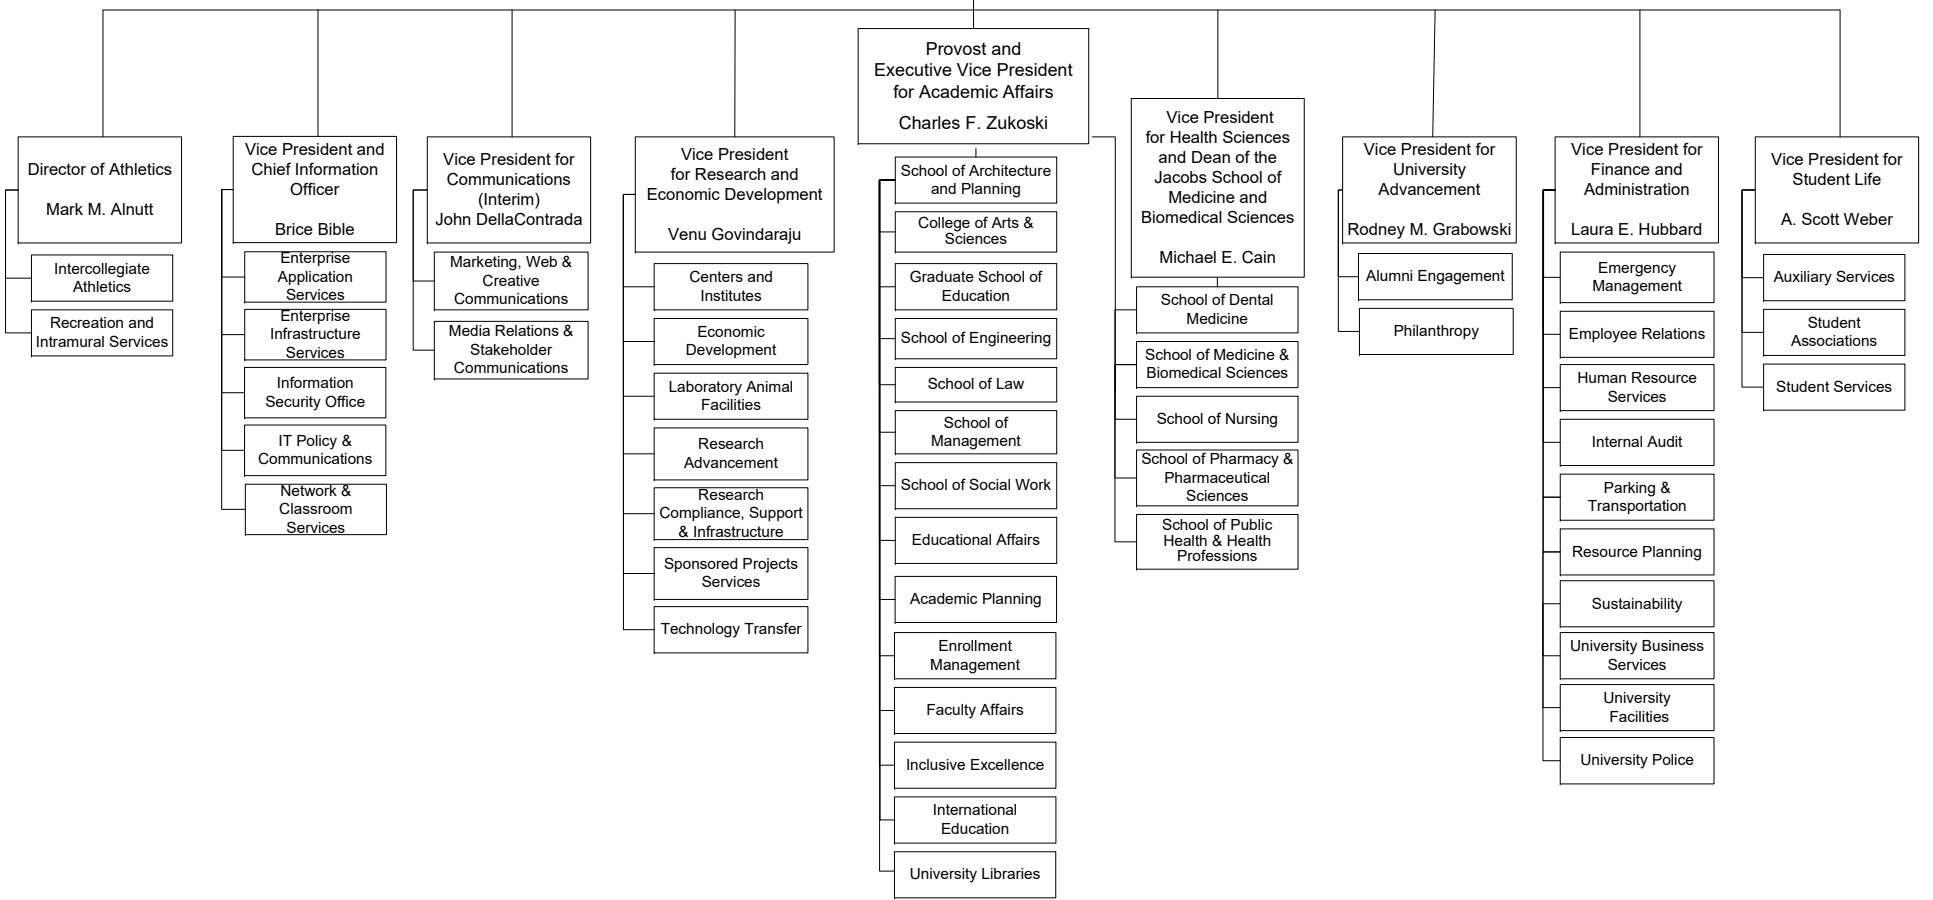 Provost and
Executive Vice President
for Academic Affairs
Charles F. Zukoski
Director of Athletics
Mark M. Alnutt
Intercollegiate
Athletics
Recreation and
Intramural Services
Vice President and
Chief Information
Officer
Brice Bible
Enterprise
Application
Services
Enterprise
Infrastructure
Services
Information
Security Office
IT Policy &
Communications
Network &
Classroom
Services
Vice President for
Communications
(Interim)
John DellaContrada
Marketing, Web &
Creative
Communications
Media Relations &
Stakeholder
Communications
Vice President
for Research and
Economic Development
Venu Govindaraju
Centers and
Institutes
Economic
Development
Laboratory Animal
Facilities
Research
Advancement
Research
Compliance, Support
& Infrastructure
Sponsored Projects
Services
Technology Transfer
School of Architecture
and Planning
College of Arts &
Sciences
Graduate School of
Education
School of Engineering
School of Law
School of
Management
School of Social Work
Educational Affairs
Academic Planning
Enrollment
Management
Faculty Affairs
Inclusive Excellence
International
Education
University Libraries
Vice President
for Health Sciences
and Dean of the
Jacobs School of
Medicine and
Biomedical Sciences
Michael E. Cain
School of Dental
Medicine
School of Medicine &
Biomedical Sciences
School of Nursing
School of Pharmacy &
Pharmaceutical
Sciences
School of Public
Health & Health
Professions
Vice President for
University
Advancement
Rodney M. Grabowski
Alumni Engagement
Philanthropy
Vice President for
Finance and
Administration
Laura E. Hubbard
Emergency
Management
Employee Relations
Human Resource
Services
Internal Audit
Parking &
Transportation
Resource Planning
Sustainability
University Business
Services
University
Facilities
University Police
Vice President for
Student Life
A. Scott Weber
Auxiliary Services
Student
Associations
Student Services